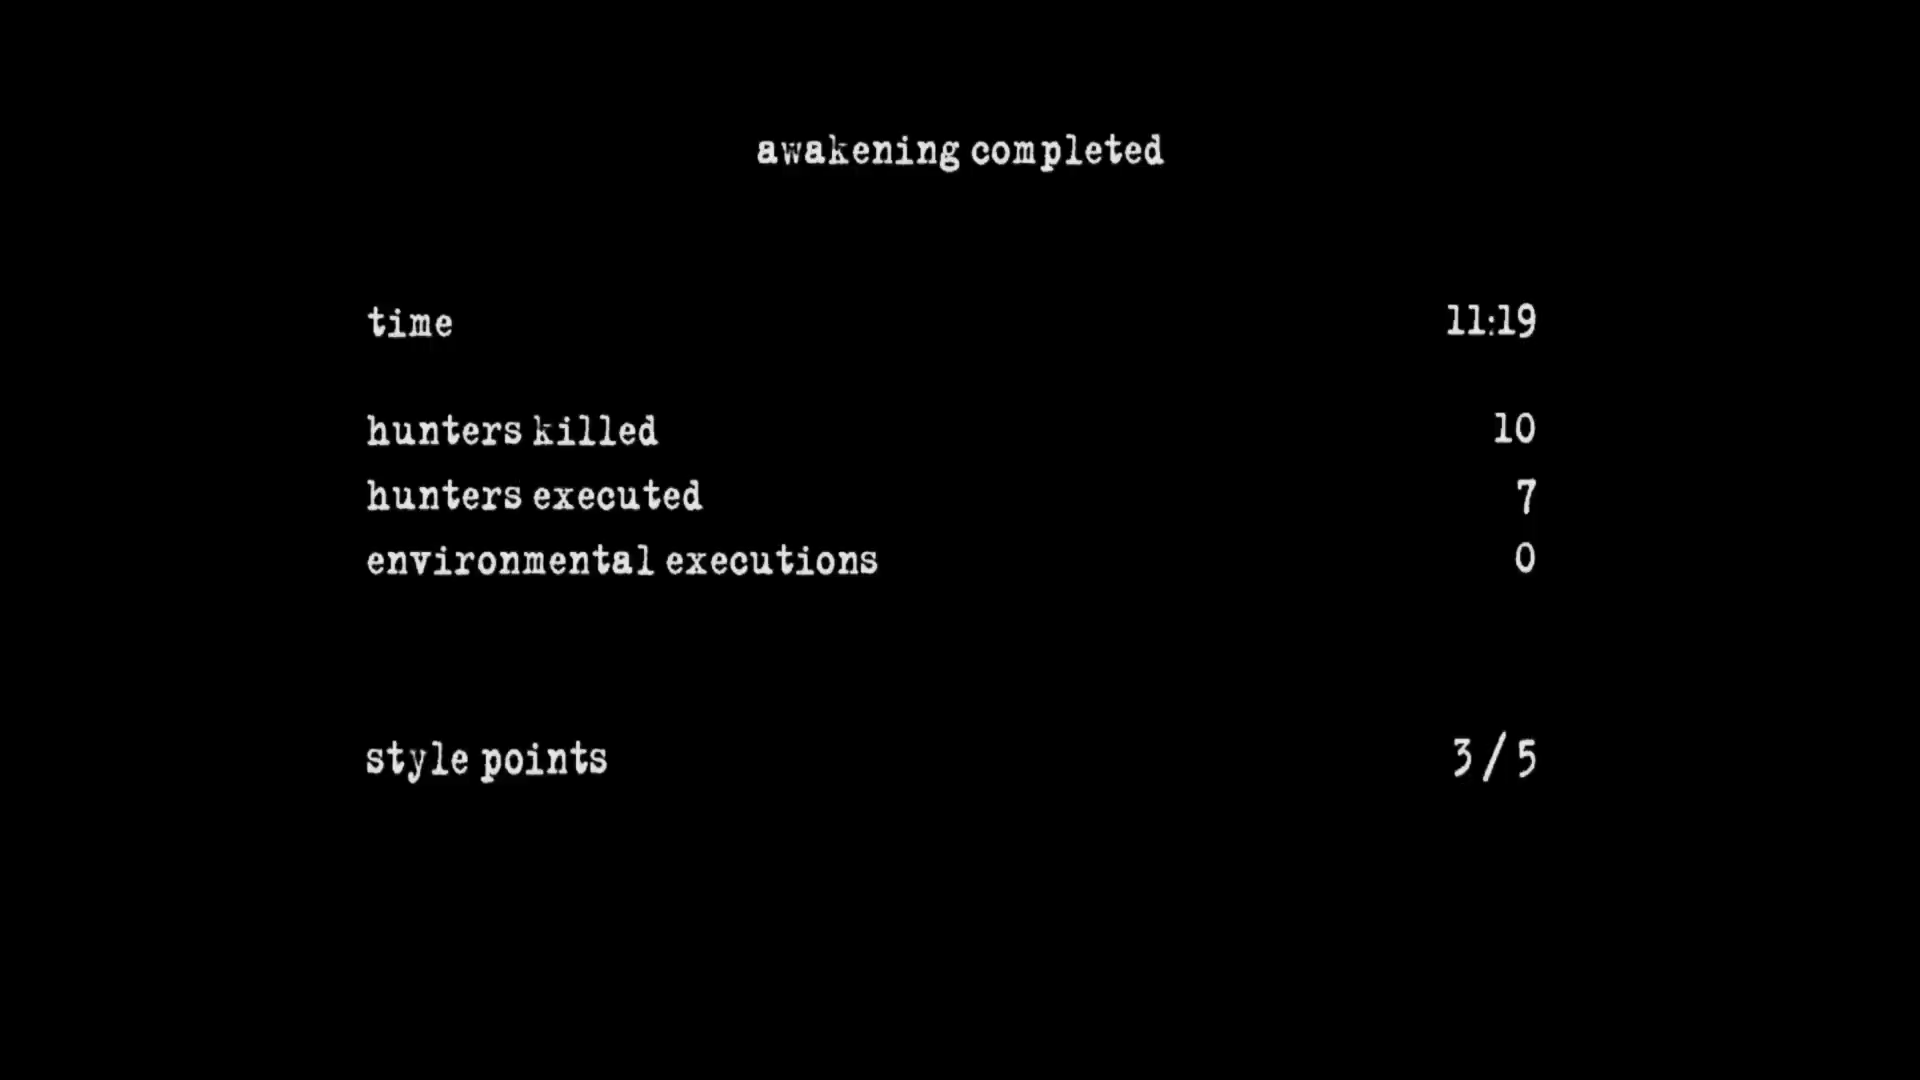 awakening completed
time 11:19
hunters killed 10
hunters executed 7
environmental executions 0
style points 3 / 5